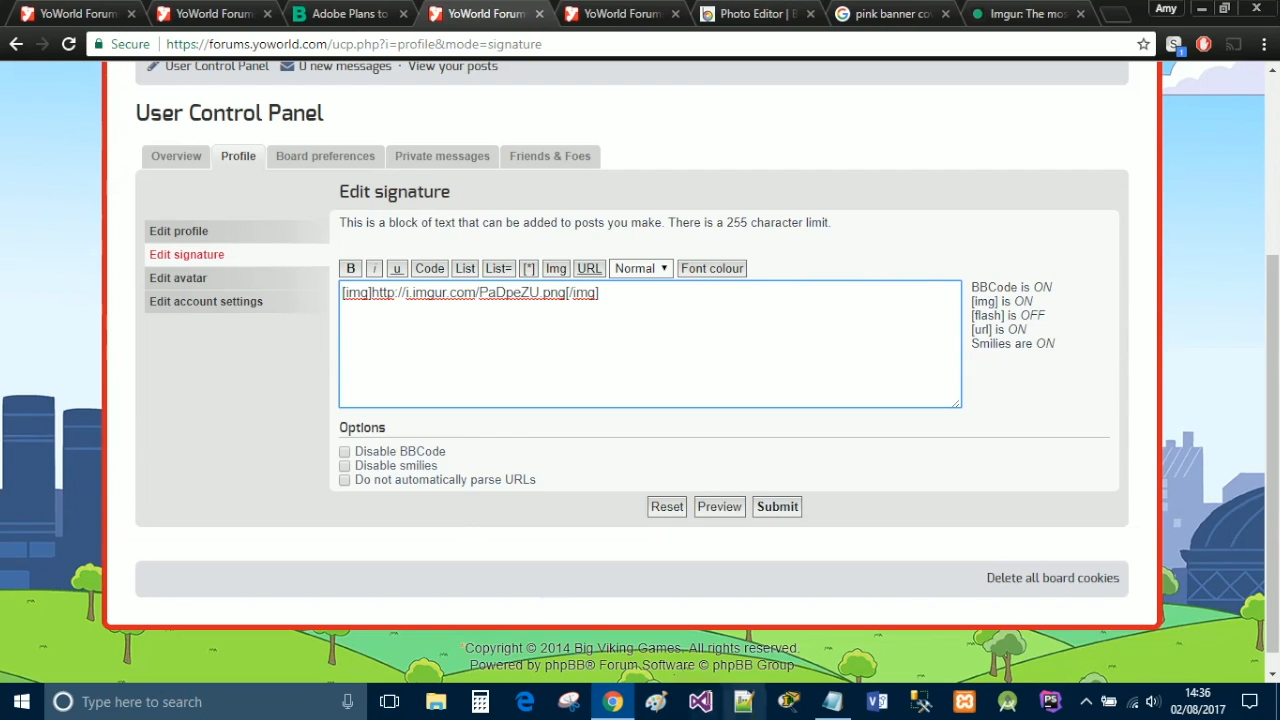 YoWorld Forum
YoWorld Forum
Adobe Plans to
YoWorld Forum
YoWorld Forum
Photo Editor | B
pink banner co
Imgur: The mos
Amy
Secure
https://forums.yoworld.com/ucp.php?i=profile&mode=signature
S
1
User Control Panel
0 new messages
· View your posts
User Control Panel
Overview
Profile
Board preferences
Private messages
Friends & Foes
Edit signature
This is a block of text that can be added to posts you make. There is a 255 character limit.
Edit profile
Edit signature
Edit avatar
Edit account settings
B
i
u
Code
List
List=
[*]
Img
URL
Normal
Font colour
[img]http://i.imgur.com/PaDpeZU.png[/img]
BBCode is ON
[img] is ON
[flash] is OFF
[url] is ON
Smilies are ON
Options
Disable BBCode
Disable smilies
Do not automatically parse URLs
Reset
Preview
Submit
Delete all board cookies
*Copyright © 2014 Big Viking Games. All rights reserved.
Powered by phpBB® Forum Software © phpBB Group
Type here to search
14:36
02/08/2017